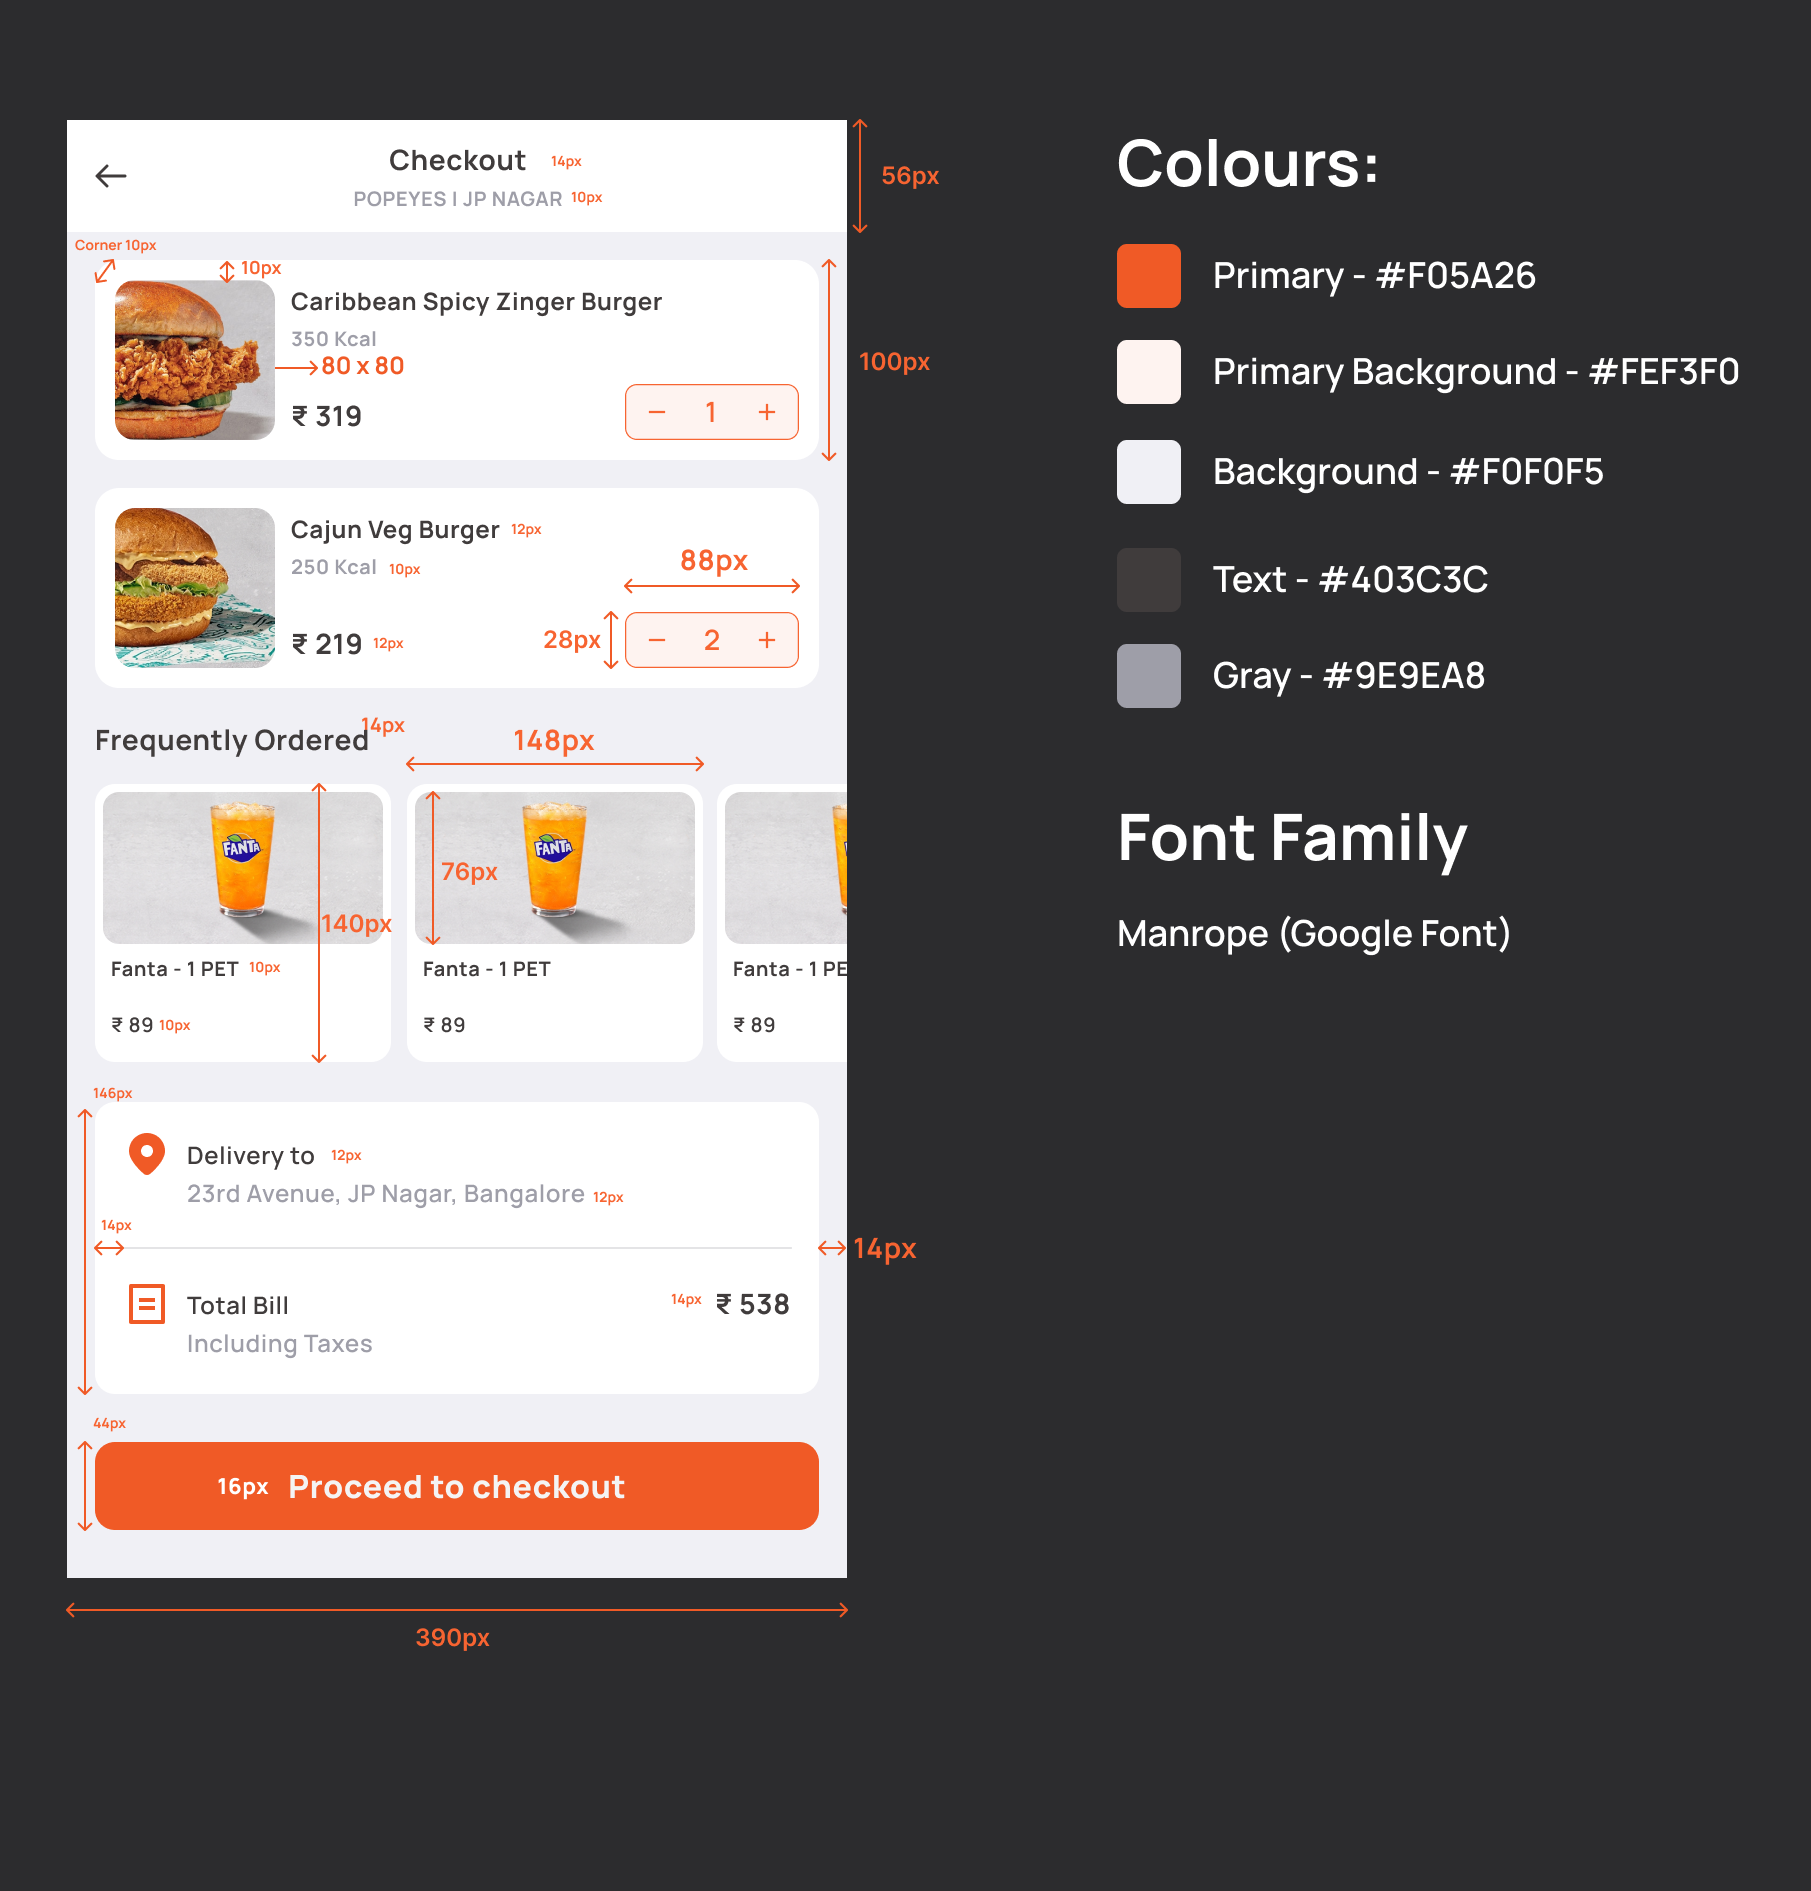 Checkout 14px
POPEYES I JP NAGAR 10px
56px
Corner 10px
10px
Caribbean Spicy Zinger Burger
350 Kcal
80 x 80
₹ 319
− 1 +
100px
Cajun Veg Burger 12px
250 Kcal 10px
88px
₹ 219 12px
28px
− 2 +
Frequently Ordered 14px
148px
FANTA
FANTA
76px
140px
Fanta - 1 PET 10px
₹ 89 10px
Fanta - 1 PET
₹ 89
Fanta - 1 PE
₹ 89
146px
Delivery to 12px
23rd Avenue, JP Nagar, Bangalore 12px
14px
14px
Total Bill
14px ₹ 538
Including Taxes
44px
16px Proceed to checkout
390px
Colours:
Primary - #F05A26
Primary Background - #FEF3F0
Background - #F0F0F5
Text - #403C3C
Gray - #9E9EA8
Font Family
Manrope (Google Font)